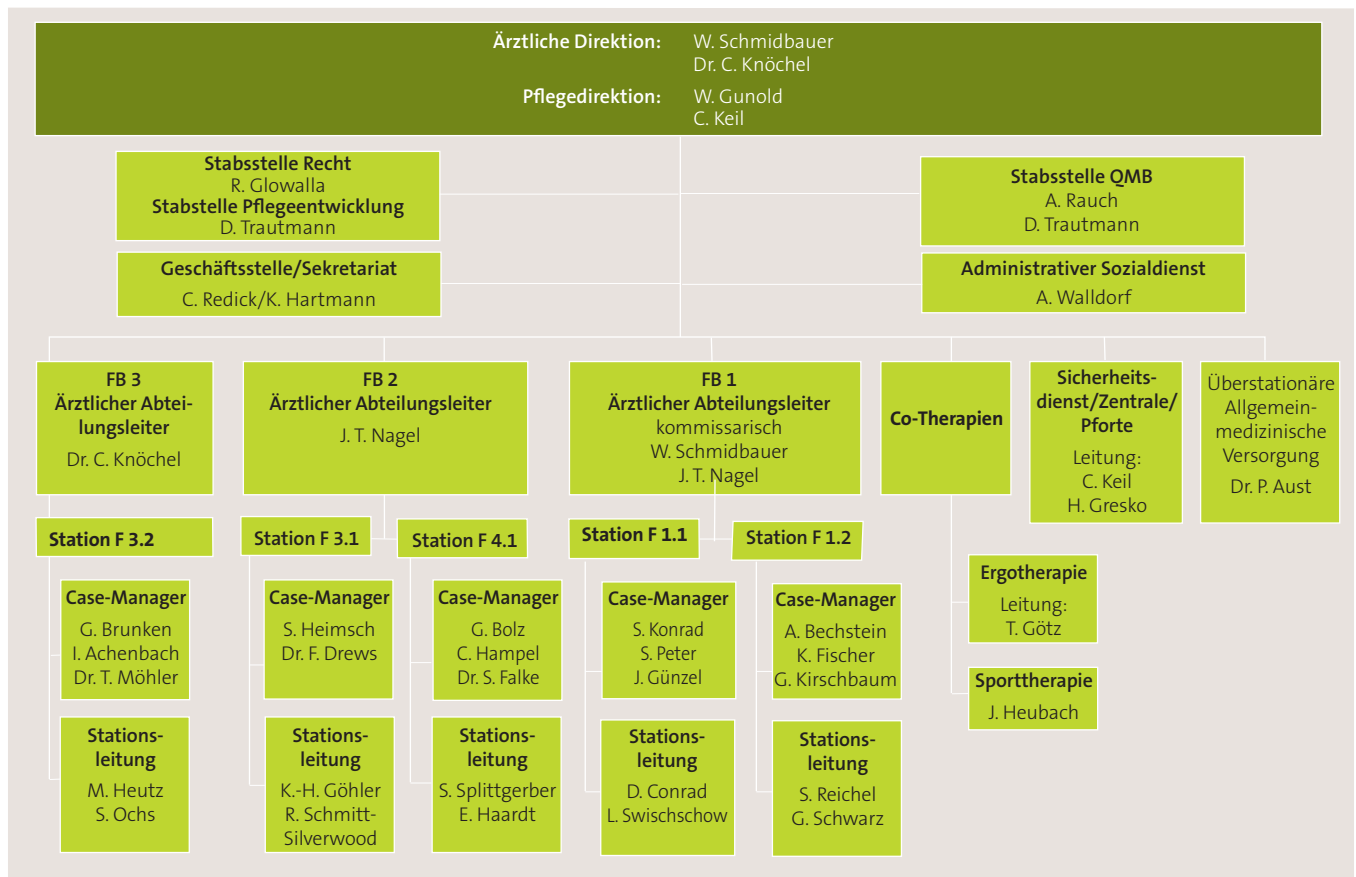 Ärztliche Direktion: W. Schmidbauer
Dr. C. Knöchel
Pflegedirektion: W. Gunold
C. Keil
Stabsstelle Recht
R. Glowalla
Stabstelle Pflegeentwicklung
D. Trautmann
Stabsstelle QMB
A. Rauch
D. Trautmann
Geschäftsstelle/Sekretariat
C. Redick/K. Hartmann
Administrativer Sozialdienst
A. Walldorf
FB 3
Ärztlicher Abtei-
lungsleiter
Dr. C. Knöchel
FB 2
Ärztlicher Abteilungsleiter
J. T. Nagel
FB 1
Ärztlicher Abteilungsleiter
kommissarisch
W. Schmidbauer
J. T. Nagel
Co-Therapien
Sicherheits-
dienst/Zentrale/
Pforte
Leitung:
C. Keil
H. Gresko
Überstationäre
Allgemein-
medizinische
Versorgung
Dr. P. Aust
Station F 3.2
Station F 3.1
Station F 4.1
Station F 1.1
Station F 1.2
Case-Manager
G. Brunken
I. Achenbach
Dr. T. Möhler
Case-Manager
S. Heimsch
Dr. F. Drews
Case-Manager
G. Bolz
C. Hampel
Dr. S. Falke
Case-Manager
S. Konrad
S. Peter
J. Günzel
Case-Manager
A. Bechstein
K. Fischer
G. Kirschbaum
Ergotherapie
Leitung:
T. Götz
Sporttherapie
J. Heubach
Stations-
leitung
M. Heutz
S. Ochs
Stations-
leitung
K.-H. Göhler
R. Schmitt-
Silverwood
Stations-
leitung
S. Splittgerber
E. Haardt
Stations-
leitung
D. Conrad
L. Swischschow
Stations-
leitung
S. Reichel
G. Schwarz